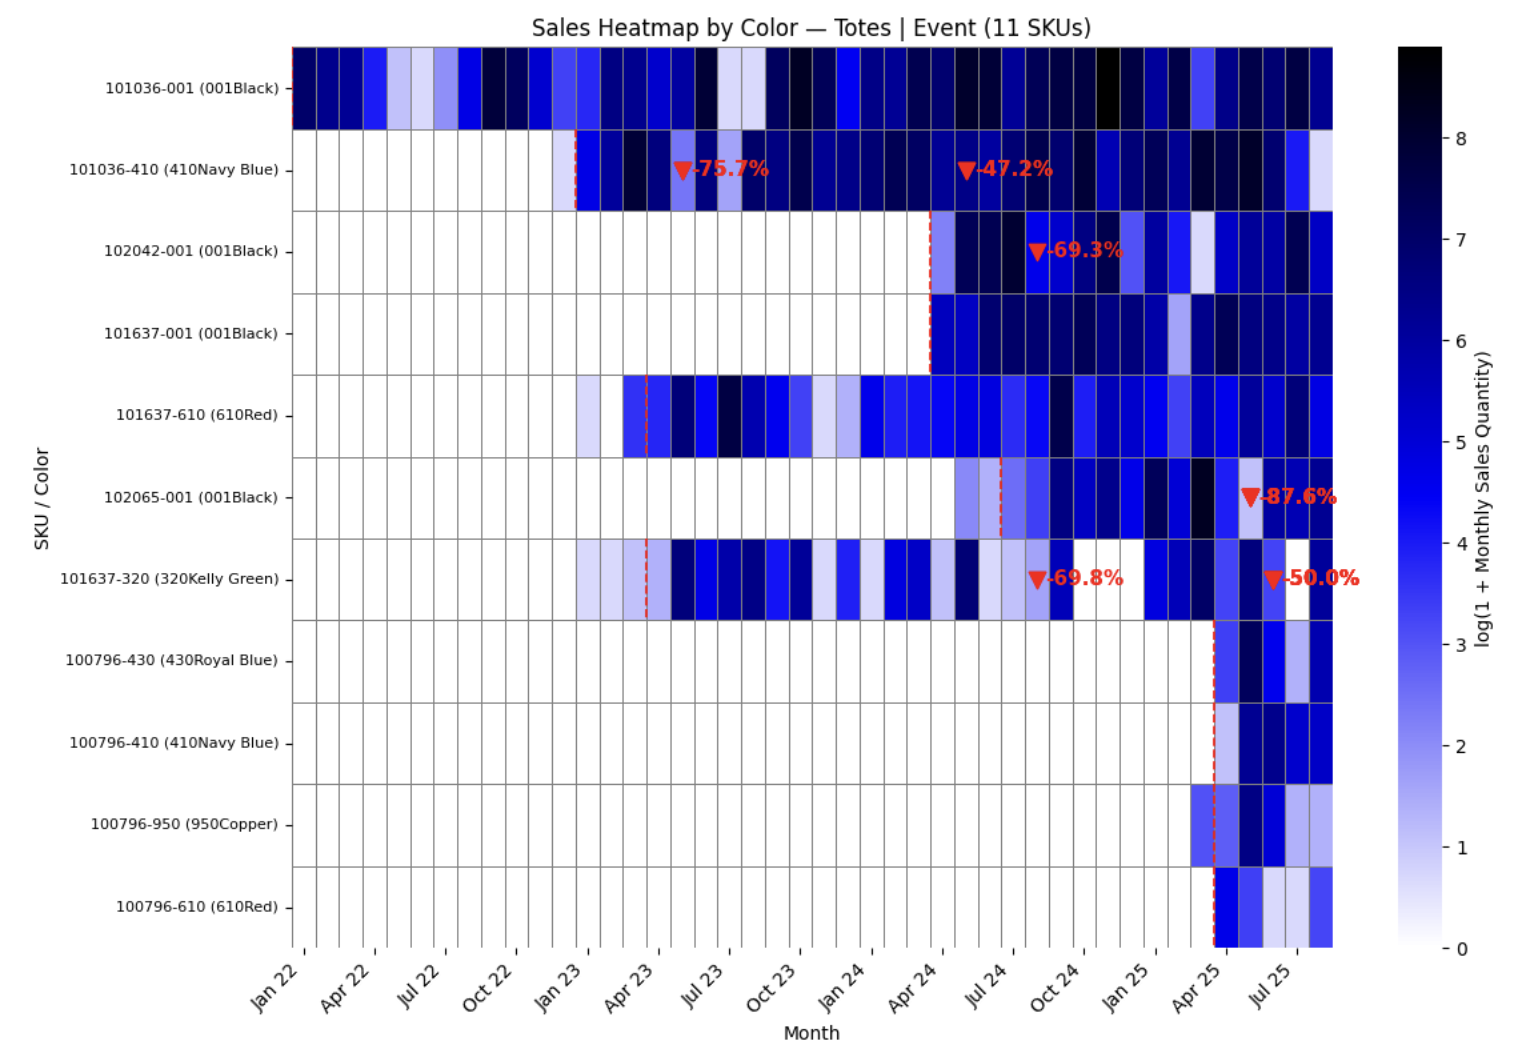 Sales Heatmap by Color — Totes | Event (11 SKUs)
101036-001 (001Black)
101036-410 (410Navy Blue)
-75.7%
-47.2%
102042-001 (001Black)
-69.3%
101637-001 (001Black)
101637-610 (610Red)
102065-001 (001Black)
-87.6%
101637-320 (320Kelly Green)
-69.8%
-50.0%
100796-430 (430Royal Blue)
100796-410 (410Navy Blue)
100796-950 (950Copper)
100796-610 (610Red)
SKU / Color
Jan 22
Apr 22
Jul 22
Oct 22
Jan 23
Apr 23
Jul 23
Oct 23
Jan 24
Apr 24
Jul 24
Oct 24
Jan 25
Apr 25
Jul 25
Month
8
7
6
5
4
3
2
1
0
log(1 + Monthly Sales Quantity)